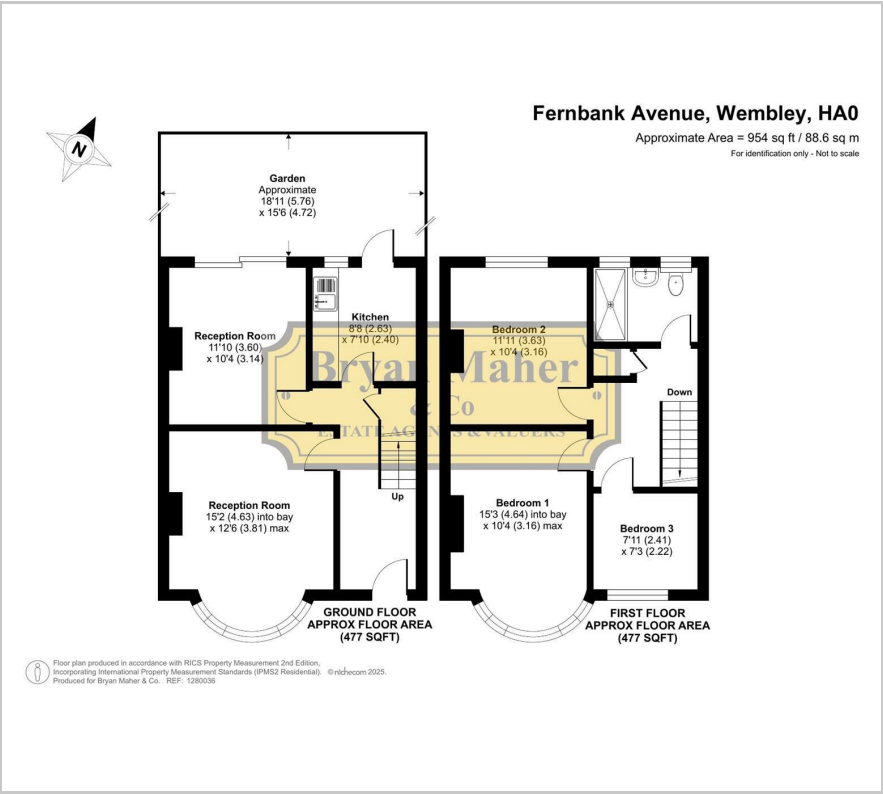 Fernbank Avenue, Wembley, HA0
Approximate Area = 954 sq ft / 88.6 sq m
For identification only - Not to scale
N
Garden
Approximate
18'11 (5.76)
x 15'6 (4.72)
Kitchen
8'8 (2.63)
x 7'10 (2.40)
Reception Room
11'10 (3.60)
x 10'4 (3.14)
Bedroom 2
11'11 (3.63)
x 10'4 (3.16)
Bryan Maher
& Co
ESTATE AGENTS & VALUERS
Down
Up
Reception Room
15'2 (4.63) into bay
x 12'6 (3.81) max
Bedroom 1
15'3 (4.64) into bay
x 10'4 (3.16) max
Bedroom 3
7'11 (2.41)
x 7'3 (2.22)
GROUND FLOOR
APPROX FLOOR AREA
(477 SQFT)
FIRST FLOOR
APPROX FLOOR AREA
(477 SQFT)
Floor plan produced in accordance with RICS Property Measurement 2nd Edition,
Incorporating International Property Measurement Standards (IPMS2 Residential). © nichecom 2025.
Produced for Bryan Maher & Co. REF: 1280036